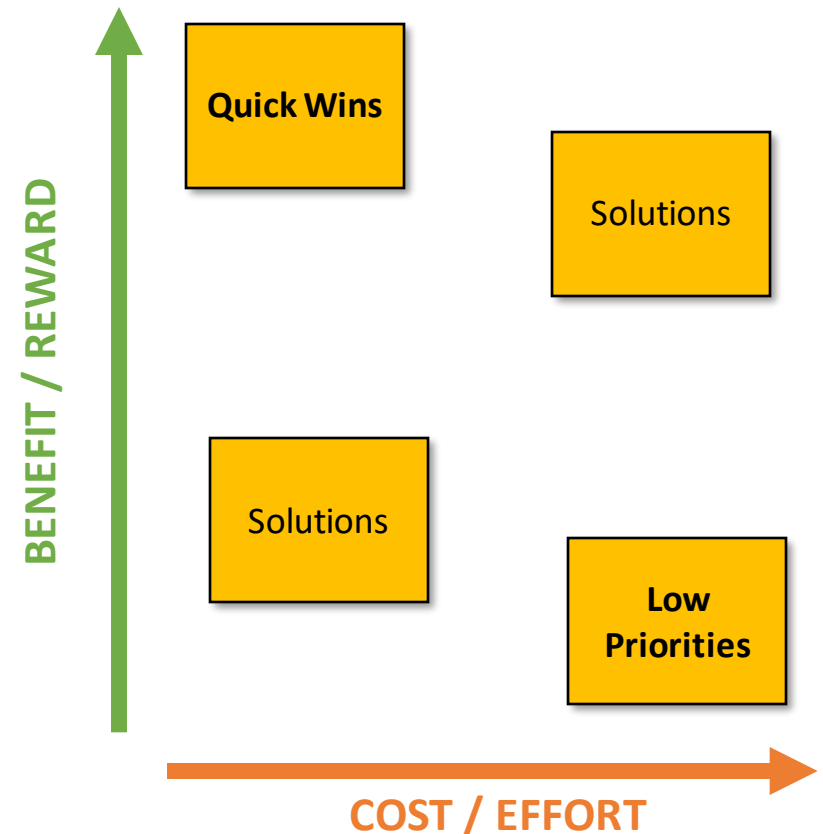 BENEFIT / REWARD
Quick Wins
Solutions
Solutions
Low
Priorities
COST / EFFORT